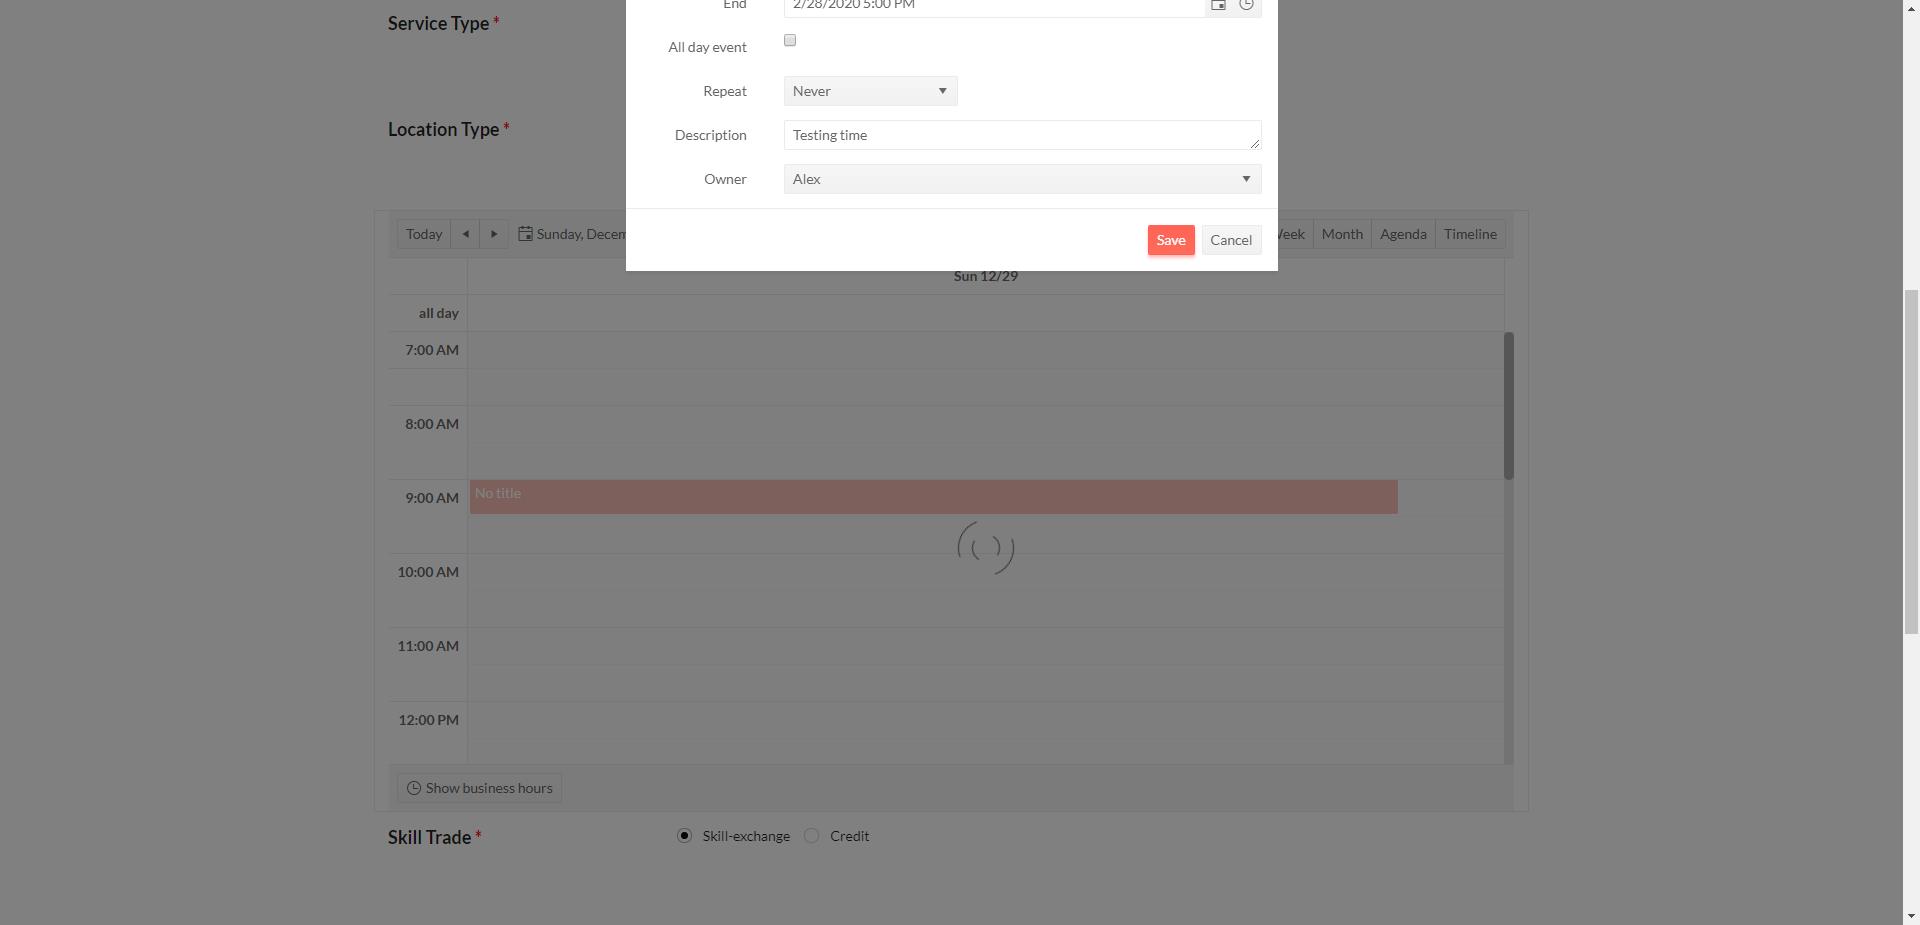 End 2/28/2020 5:00 PM
Service Type *
All day event
Repeat Never
Location Type *
Description Testing time
Owner Alex
Today Sunday, Decem Week Month Agenda Timeline
Save Cancel
Sun 12/29
all day
7:00 AM
8:00 AM
9:00 AM No title
10:00 AM
11:00 AM
12:00 PM
Show business hours
Skill Trade * Skill-exchange Credit